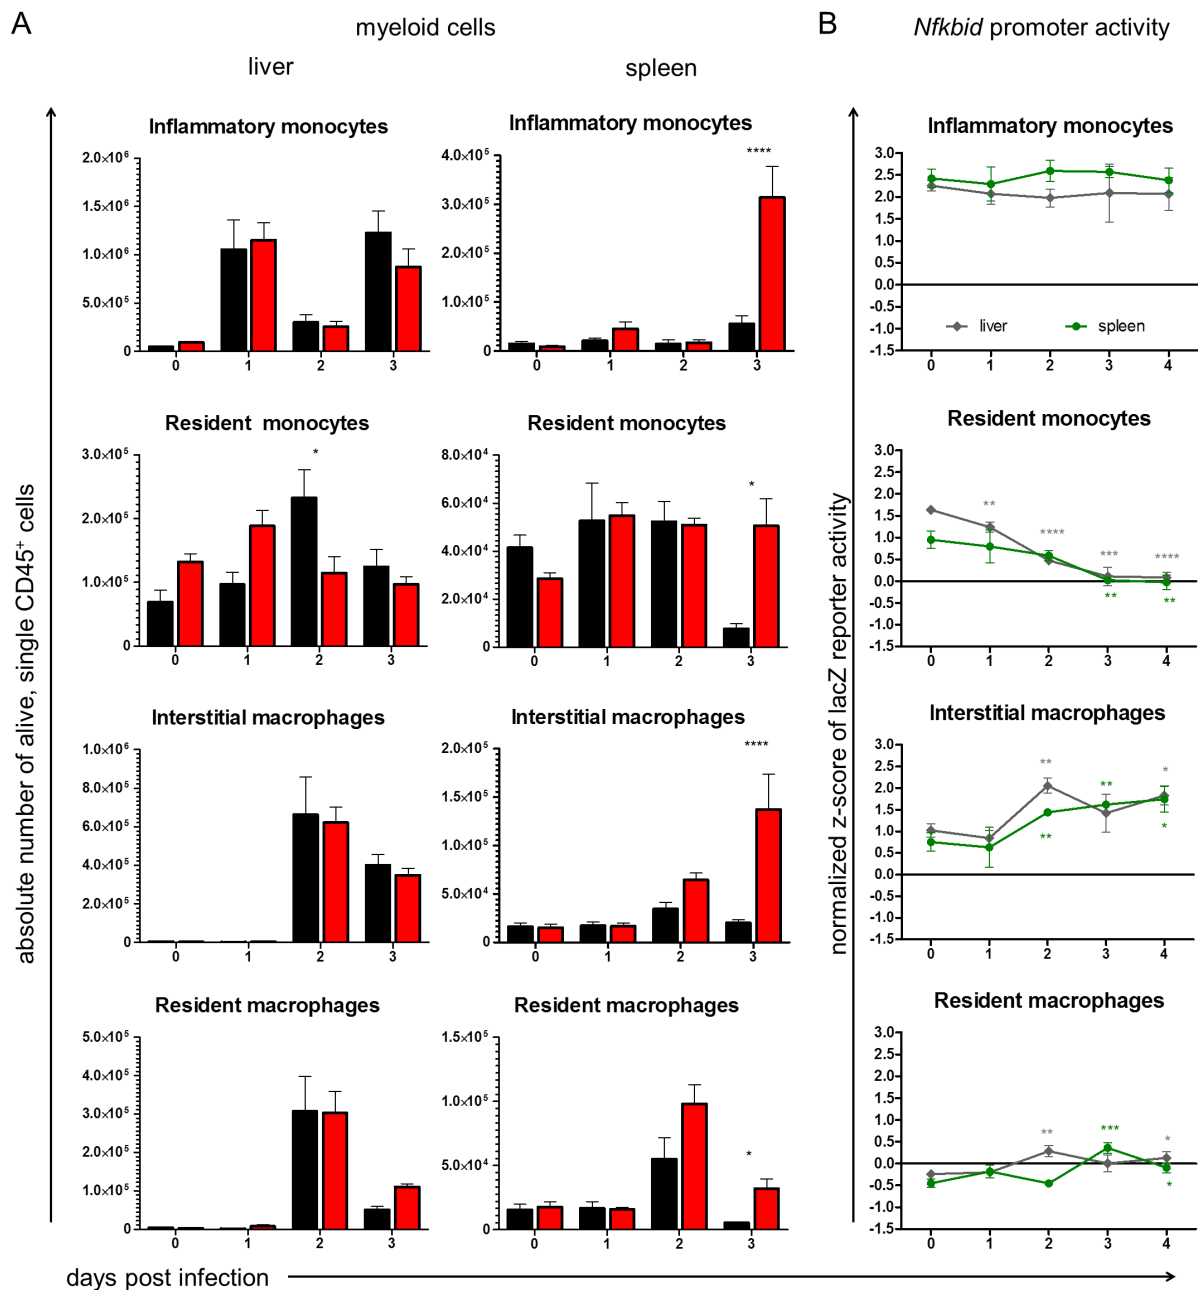 A
myeloid cells
B
Nfkbid promoter activity
liver
spleen
absolute number of alive, single CD45⁺ cells
Inflammatory monocytes
2.0×10⁶
1.5×10⁶
1.0×10⁶
5.0×10⁵
0
0 1 2 3
Inflammatory monocytes
4.0×10⁵
3.0×10⁵
2.0×10⁵
1.0×10⁵
0
****
0 1 2 3
normalized z-score of lacZ reporter activity
Inflammatory monocytes
3.0
2.5
2.0
1.5
1.0
0.5
0.0
-0.5
-1.0
-1.5
liver spleen
0 1 2 3 4
Resident monocytes
3.0×10⁵
2.0×10⁵
1.0×10⁵
0
*
0 1 2 3
Resident monocytes
8.0×10⁴
6.0×10⁴
4.0×10⁴
2.0×10⁴
0
*
0 1 2 3
Resident monocytes
3.0
2.5
2.0
1.5
1.0
0.5
0.0
-0.5
-1.0
-1.5
** **** *** ****
** **
0 1 2 3 4
Interstitial macrophages
1.0×10⁶
8.0×10⁵
6.0×10⁵
4.0×10⁵
2.0×10⁵
0
0 1 2 3
Interstitial macrophages
2.0×10⁵
1.5×10⁵
1.0×10⁵
5.0×10⁴
0
****
0 1 2 3
Interstitial macrophages
3.0
2.5
2.0
1.5
1.0
0.5
0.0
-0.5
-1.0
-1.5
** ** *
** *
0 1 2 3 4
Resident macrophages
5.0×10⁵
4.0×10⁵
3.0×10⁵
2.0×10⁵
1.0×10⁵
0
0 1 2 3
Resident macrophages
1.5×10⁵
1.0×10⁵
5.0×10⁴
0
*
0 1 2 3
Resident macrophages
3.0
2.5
2.0
1.5
1.0
0.5
0.0
-0.5
-1.0
-1.5
** *** *
*
0 1 2 3 4
days post infection